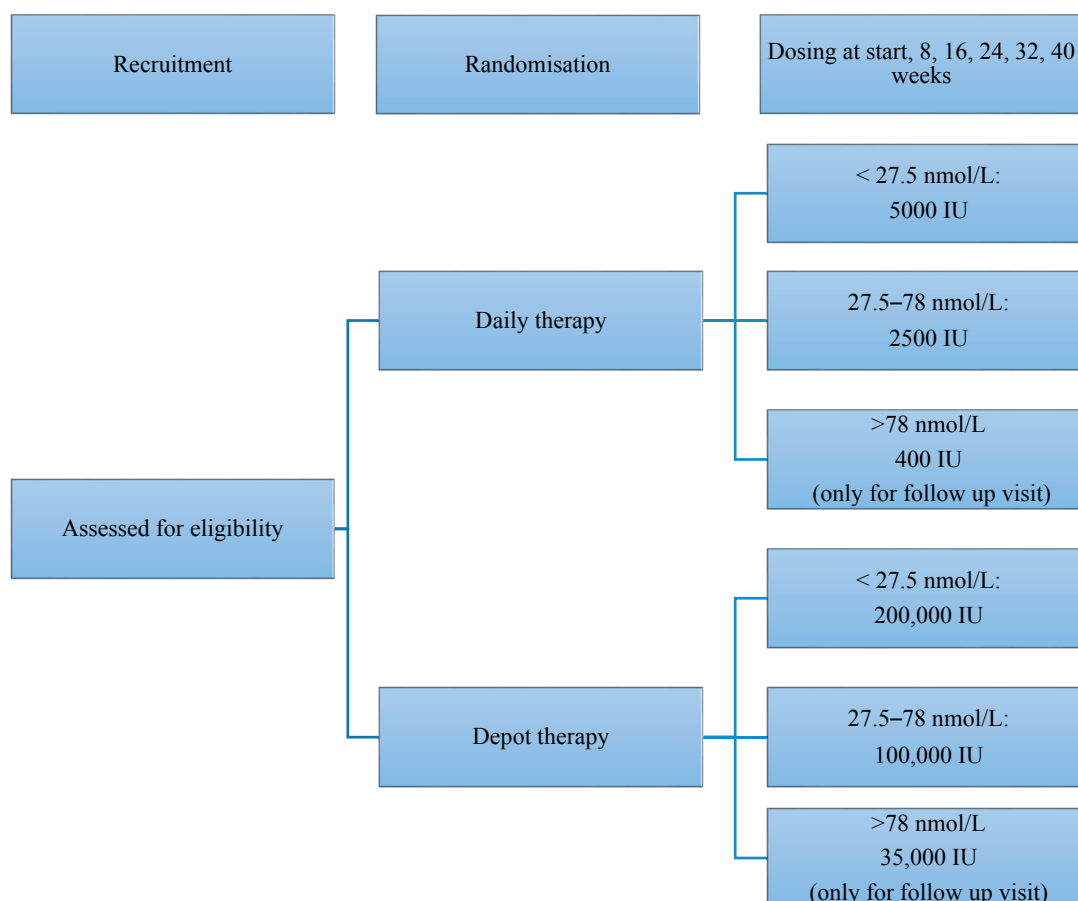 Recruitment
Randomisation
Dosing at start, 8, 16, 24, 32, 40
weeks
< 27.5 nmol/L:
5000 IU
Daily therapy
27.5–78 nmol/L:
2500 IU
>78 nmol/L
400 IU
(only for follow up visit)
Assessed for eligibility
< 27.5 nmol/L:
200,000 IU
Depot therapy
27.5–78 nmol/L:
100,000 IU
>78 nmol/L
35,000 IU
(only for follow up visit)